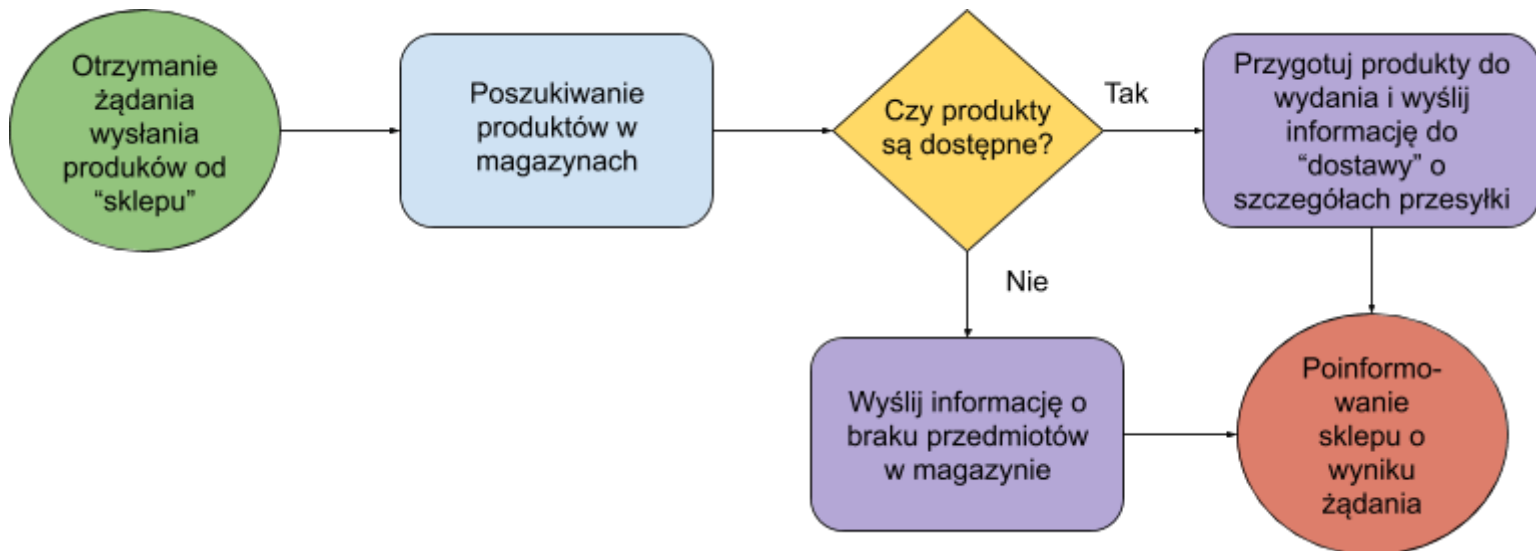 Otrzymanie
żądania
wysłania
produków od
“sklepu”
Poszukiwanie
produktów w
magazynach
Czy produkty
są dostępne?
Tak
Przygotuj produkty do
wydania i wyślij
informację do
“dostawy” o
szczegółach przesyłki
Nie
Wyślij informację o
braku przedmiotów
w magazynie
Poinformo-
wanie
sklepu o
wyniku
żądania